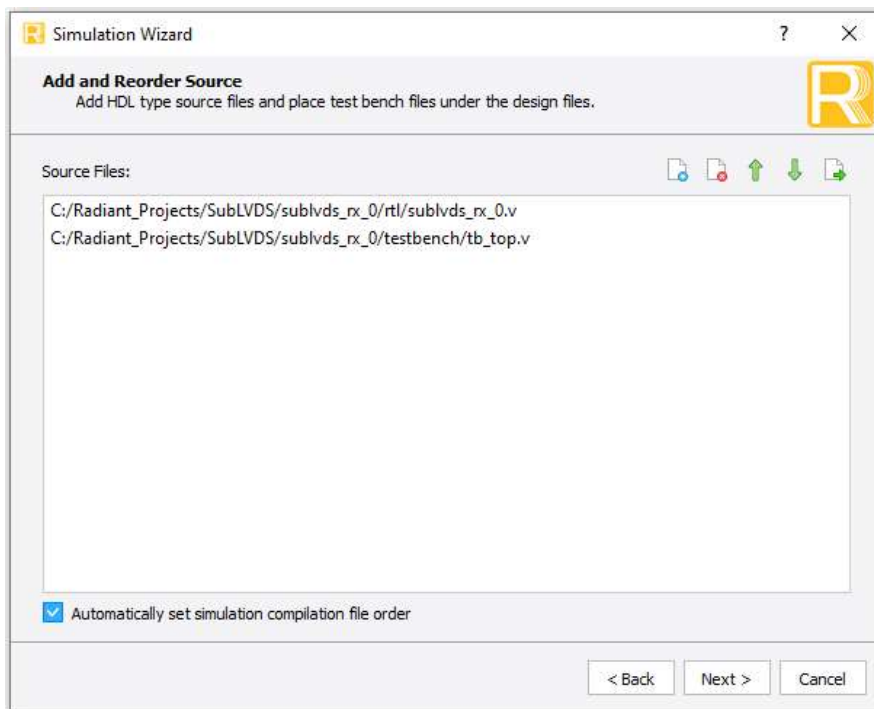 Simulation Wizard
?
Add and Reorder Source
Add HDL type source files and place test bench files under the design files.
Source Files:
C:/Radiant_Projects/SubLVDS/sublvds_rx_0/rtl/sublvds_rx_0.v
C:/Radiant_Projects/SubLVDS/sublvds_rx_0/testbench/tb_top.v
Automatically set simulation compilation file order
< Back
Next >
Cancel